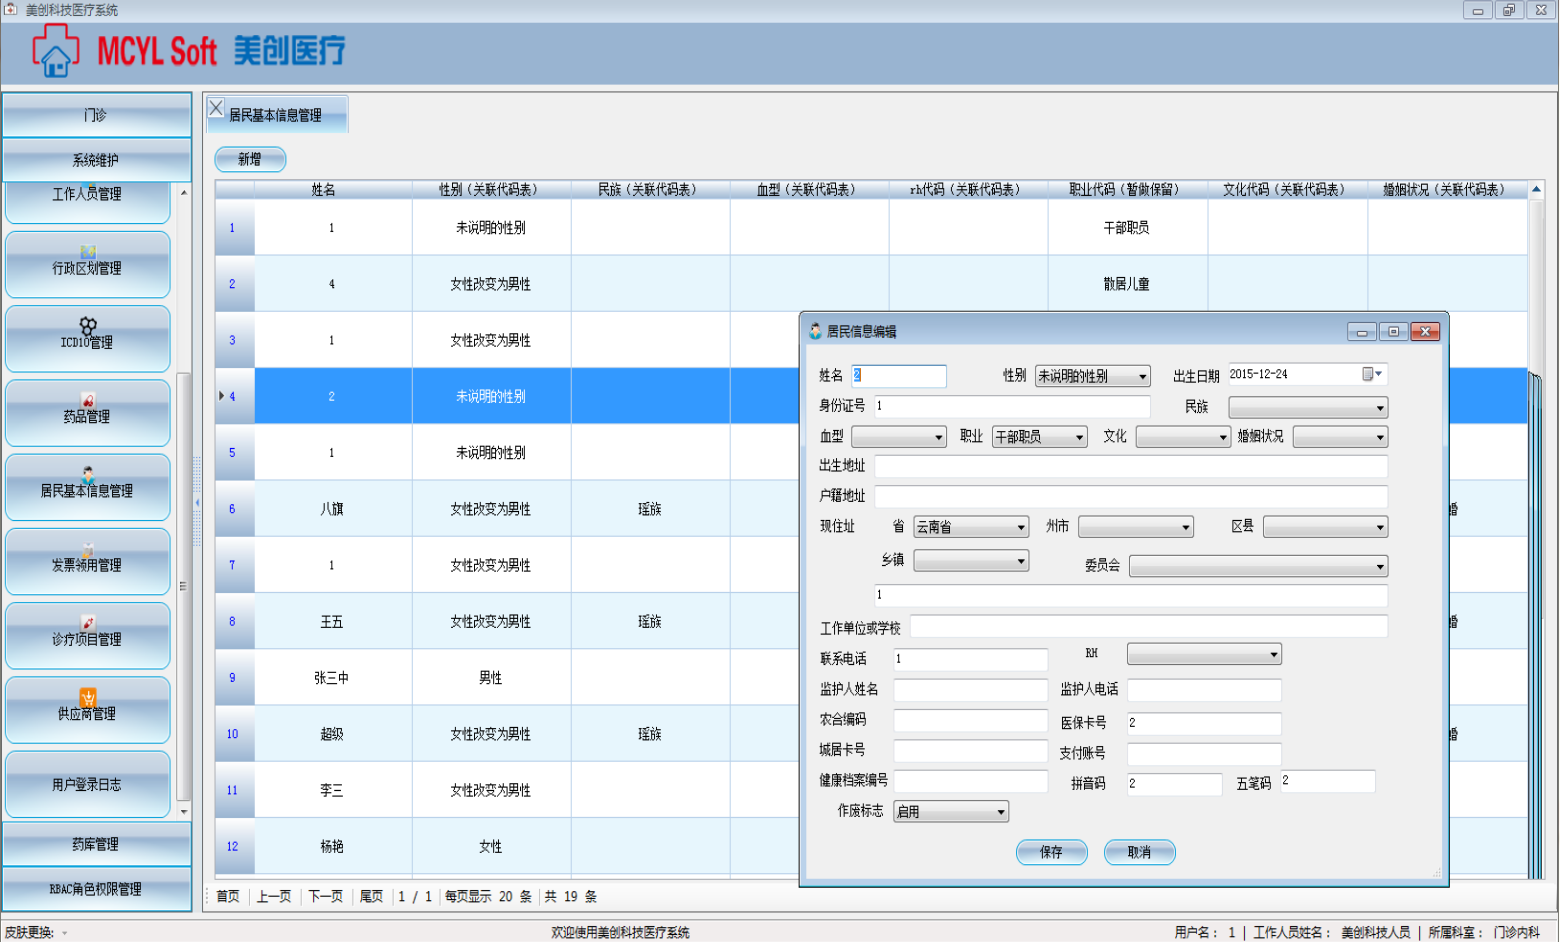 美创科技医疗系统
MCYL Soft 美创医疗
门诊
系统维护
工作人员管理
行政区划管理
ICD10管理
药品管理
居民基本信息管理
发票领用管理
诊疗项目管理
供应商管理
用户登录日志
药库管理
RBAC角色权限管理
居民基本信息管理
新增
姓名 性别（关联代码表） 民族（关联代码表） 血型（关联代码表） rh代码（关联代码表） 职业代码（暂做保留） 文化代码（关联代码表） 婚姻状况（关联代码表）
1 1 未说明的性别 干部职员
2 4 女性改变为男性 散居儿童
3 1 女性改变为男性
4 2 未说明的性别
5 1 未说明的性别
6 八旗 女性改变为男性 瑶族
7 1 女性改变为男性
8 王五 女性改变为男性 瑶族
9 张三中 男性
10 超级 女性改变为男性 瑶族
11 李三 女性改变为男性
12 杨艳 女性
居民信息编辑
姓名 2 性别 未说明的性别 出生日期 2015-12-24
身份证号 1 民族
血型 职业 干部职员 文化 婚姻状况
出生地址
户籍地址
现住址 省 云南省 州市 区县
乡镇 委员会
1
工作单位或学校
联系电话 1 RH
监护人姓名 监护人电话
农合编码 医保卡号 2
城居卡号 支付账号
健康档案编号 拼音码 2 五笔码 2
作废标志 启用
保存 取消
首页 上一页 下一页 尾页 1 / 1 每页显示 20 条 共 19 条
皮肤更换: 欢迎使用美创科技医疗系统 用户名： 1 | 工作人员姓名： 美创科技人员 | 所属科室： 门诊内科